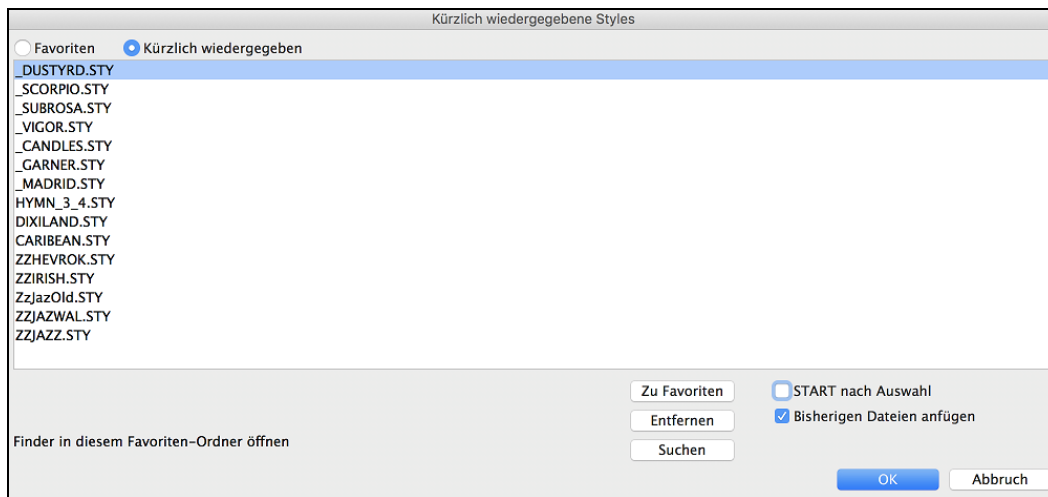 Kürzlich wiedergegebene Styles
Favoriten Kürzlich wiedergegeben
_DUSTYRD.STY
_SCORPIO.STY
_SUBROSA.STY
_VIGOR.STY
_CANDLES.STY
_GARNER.STY
_MADRID.STY
HYMN_3_4.STY
DIXILAND.STY
CARIBEAN.STY
ZZHEVROK.STY
ZZIRISH.STY
ZzJazOld.STY
ZZJAZWAL.STY
ZZJAZZ.STY
Zu Favoriten START nach Auswahl
Entfernen Bisherigen Dateien anfügen
Finder in diesem Favoriten-Ordner öffnen
Suchen
OK Abbruch